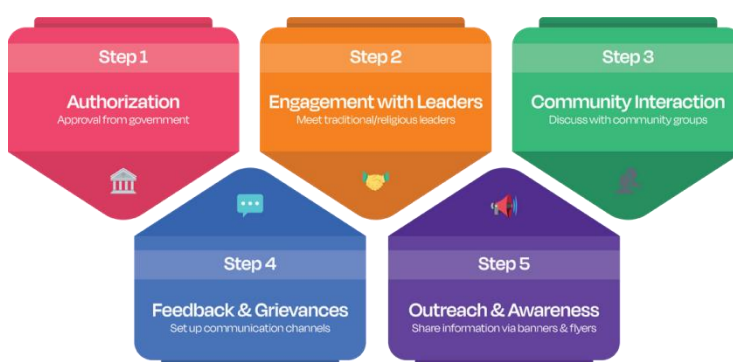 Step 1
Authorization
Approval from government
Step 2
Engagement with Leaders
Meet traditional/religious leaders
Step 3
Community Interaction
Discuss with community groups
Step 4
Feedback & Grievances
Set up communication channels
Step 5
Outreach & Awareness
Share information via banners & flyers